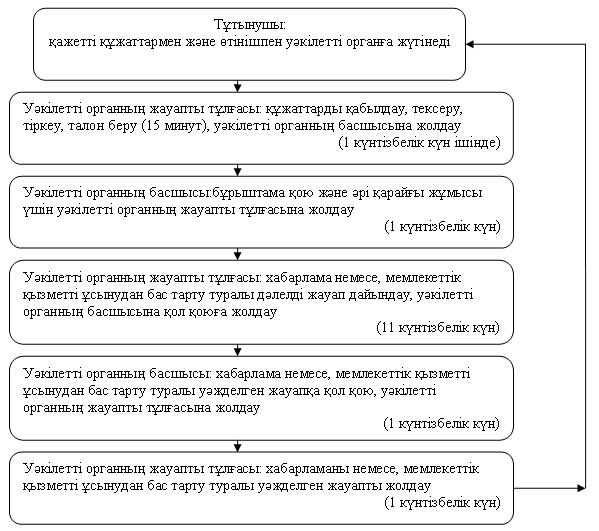 Тұтынушы:
қажетті құжаттармен және өтінішпен уәкілетті органға жүгінеді
Уәкілетті органның жауапты тұлғасы: құжаттарды қабылдау, тексеру,
тіркеу, талон беру (15 минут), уәкілетті органның басшысына жолдау
(1 күнтізбелік күн ішінде)
Уәкілетті органның басшысы:бұрыштама қою және әрі қарайғы жұмысы
үшін уәкілетті органның жауапты тұлғасына жолдау
(1 күнтізбелік күн)
Уәкілетті органның жауапты тұлғасы: хабарлама немесе, мемлекеттік
қызметті ұсынудан бас тарту туралы дәлелді жауап дайындау, уәкілетті
органның басшысына қол қоюға жолдау
(11 күнтізбелік күн)
Уәкілетті органның басшысы: хабарлама немесе, мемлекеттік қызметті
ұсынудан бас тарту туралы уәжделген жауапқа қол қою, уәкілетті
органның жауапты тұлғасына жолдау
(1 күнтізбелік күн)
Уәкілетті органның жауапты тұлғасы: хабарламаны немесе, мемлекеттік
қызметті ұсынудан бас тарту туралы уәжделген жауапты жолдау
(1 күнтізбелік күн)